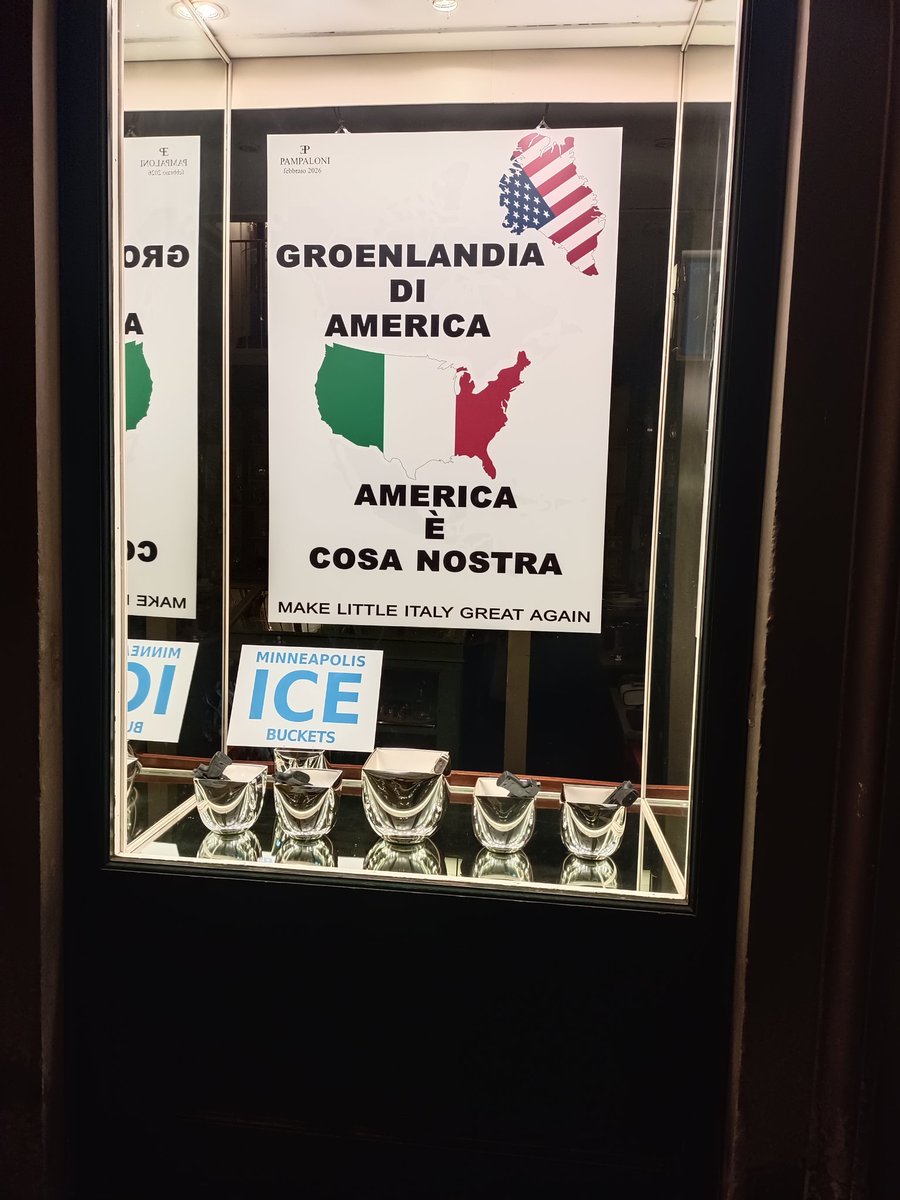 PAMPALONI
febbraio 2026
GROENLANDIA
DI
AMERICA
AMERICA
È
COSA NOSTRA
MAKE LITTLE ITALY GREAT AGAIN
MINNEAPOLIS
ICE
BUCKETS